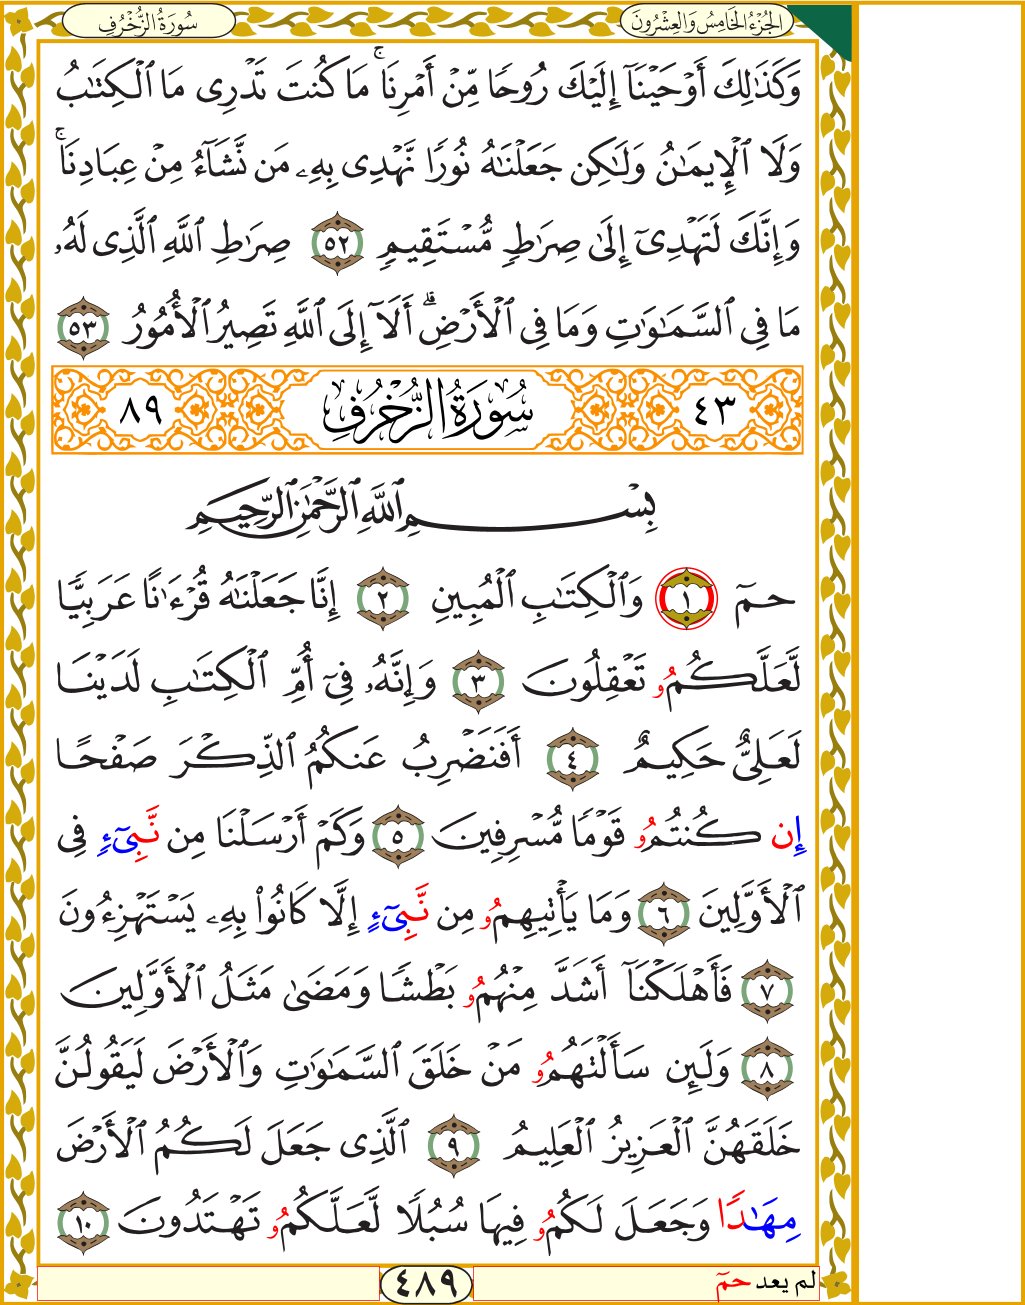 الجُزْءُ الخَامِسُ وَالعِشْرُونَ
سُورَةُ الزُّخْرُفِ
وَكَذَٰلِكَ أَوْحَيْنَآ إِلَيْكَ رُوحًا مِّنْ أَمْرِنَا ۚ مَا كُنتَ تَدْرِى مَا ٱلْكِتَٰبُ
وَلَا ٱلْإِيمَٰنُ وَلَٰكِن جَعَلْنَٰهُ نُورًا نَّهْدِى بِهِۦ مَن نَّشَآءُ مِنْ عِبَادِنَا ۚ
وَإِنَّكَ لَتَهْدِىٓ إِلَىٰ صِرَٰطٍ مُّسْتَقِيمٍ ٥٢ صِرَٰطِ ٱللَّهِ ٱلَّذِى لَهُۥ
مَا فِى ٱلسَّمَٰوَٰتِ وَمَا فِى ٱلْأَرْضِ ۗ أَلَآ إِلَى ٱللَّهِ تَصِيرُ ٱلْأُمُورُ ٥٣
٤٣ سُورَةُ الزُّخْرُفِ ٨٩
بِسْمِ ٱللَّهِ ٱلرَّحْمَٰنِ ٱلرَّحِيمِ
حمٓ ١ وَٱلْكِتَٰبِ ٱلْمُبِينِ ٢ إِنَّا جَعَلْنَٰهُ قُرْءَٰنًا عَرَبِيًّا
لَّعَلَّكُمُۥ تَعْقِلُونَ ٣ وَإِنَّهُۥ فِىٓ أُمِّ ٱلْكِتَٰبِ لَدَيْنَا
لَعَلِىٌّ حَكِيمٌ ٤ أَفَنَضْرِبُ عَنكُمُ ٱلذِّكْرَ صَفْحًا
إِن كُنتُمُۥ قَوْمًا مُّسْرِفِينَ ٥ وَكَمْ أَرْسَلْنَا مِن نَّبِىٓءٍ فِى
ٱلْأَوَّلِينَ ٦ وَمَا يَأْتِيهِمُۥ مِن نَّبِىٓءٍ إِلَّا كَانُوا۟ بِهِۦ يَسْتَهْزِءُونَ
٧ فَأَهْلَكْنَآ أَشَدَّ مِنْهُمُۥ بَطْشًا وَمَضَىٰ مَثَلُ ٱلْأَوَّلِينَ
٨ وَلَئِن سَأَلْتَهُمُۥ مَنْ خَلَقَ ٱلسَّمَٰوَٰتِ وَٱلْأَرْضَ لَيَقُولُنَّ
خَلَقَهُنَّ ٱلْعَزِيزُ ٱلْعَلِيمُ ٩ ٱلَّذِى جَعَلَ لَكُمُ ٱلْأَرْضَ
مِهَٰدًا وَجَعَلَ لَكُمُۥ فِيهَا سُبُلًا لَّعَلَّكُمُۥ تَهْتَدُونَ ١٠
لم يعد حمٓ
٤٨٩